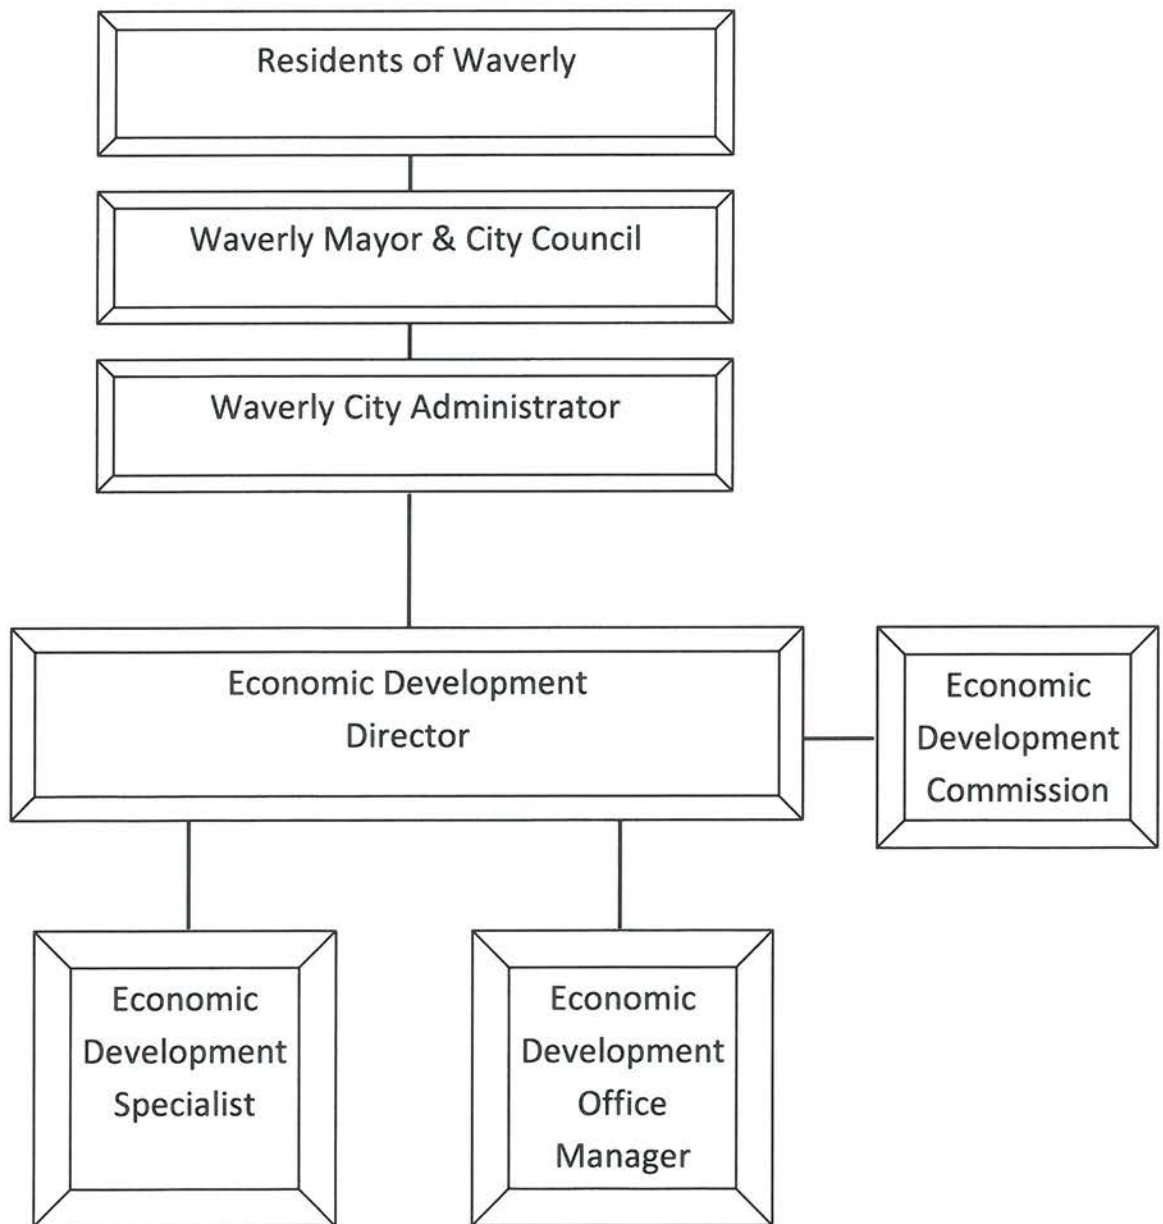 Residents of Waverly
Waverly Mayor & City Council
Waverly City Administrator
Economic Development
Director
Economic
Development
Commission
Economic
Development
Specialist
Economic
Development
Office
Manager